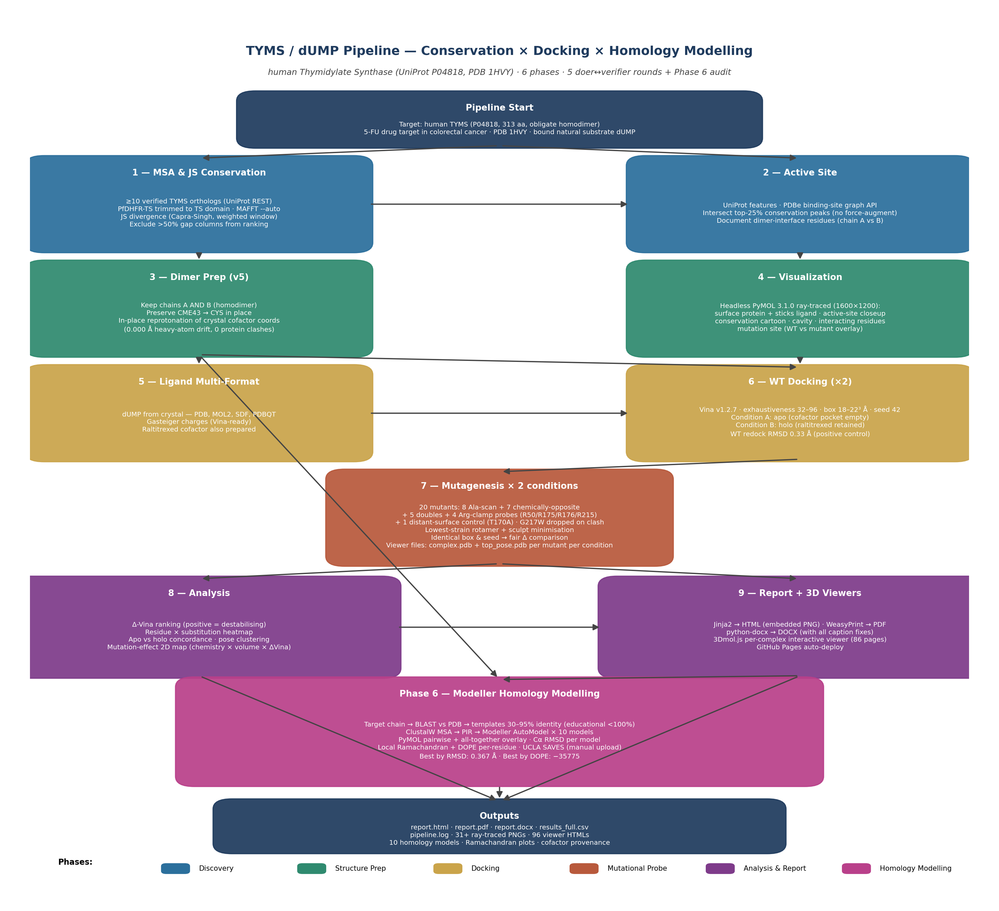 TYMS / dUMP Pipeline — Conservation × Docking × Homology Modelling
human Thymidylate Synthase (UniProt P04818, PDB 1HVY) · 6 phases · 5 doer↔verifier rounds + Phase 6 audit
Pipeline Start
Target: human TYMS (P04818, 313 aa, obligate homodimer)
5-FU drug target in colorectal cancer · PDB 1HVY · bound natural substrate dUMP
1 — MSA & JS Conservation
≥10 verified TYMS orthologs (UniProt REST)
PfDHFR-TS trimmed to TS domain · MAFFT --auto
JS divergence (Capra-Singh, weighted window)
Exclude >50% gap columns from ranking
2 — Active Site
UniProt features · PDBe binding-site graph API
Intersect top-25% conservation peaks (no force-augment)
Document dimer-interface residues (chain A vs B)
3 — Dimer Prep (v5)
Keep chains A AND B (homodimer)
Preserve CME43 → CYS in place
In-place reprotonation of crystal cofactor coords
(0.000 Å heavy-atom drift, 0 protein clashes)
4 — Visualization
Headless PyMOL 3.1.0 ray-traced (1600×1200):
surface protein + sticks ligand · active-site closeup
conservation cartoon · cavity · interacting residues
mutation site (WT vs mutant overlay)
5 — Ligand Multi-Format
dUMP from crystal — PDB, MOL2, SDF, PDBQT
Gasteiger charges (Vina-ready)
Raltitrexed cofactor also prepared
6 — WT Docking (×2)
Vina v1.2.7 · exhaustiveness 32–96 · box 18–22³ Å · seed 42
Condition A: apo (cofactor pocket empty)
Condition B: holo (raltitrexed retained)
WT redock RMSD 0.33 Å (positive control)
7 — Mutagenesis × 2 conditions
20 mutants: 8 Ala-scan + 7 chemically-opposite
+ 5 doubles + 4 Arg-clamp probes (R50/R175/R176/R215)
+ 1 distant-surface control (T170A) · G217W dropped on clash
Lowest-strain rotamer + sculpt minimisation
Identical box & seed → fair Δ comparison
Viewer files: complex.pdb + top_pose.pdb per mutant per condition
8 — Analysis
Δ-Vina ranking (positive = destabilising)
Residue × substitution heatmap
Apo vs holo concordance · pose clustering
Mutation-effect 2D map (chemistry × volume × ΔVina)
9 — Report + 3D Viewers
Jinja2 → HTML (embedded PNG) · WeasyPrint → PDF
python-docx → DOCX (with all caption fixes)
3Dmol.js per-complex interactive viewer (86 pages)
GitHub Pages auto-deploy
Phase 6 — Modeller Homology Modelling
Target chain → BLAST vs PDB → templates 30–95% identity (educational <100%)
ClustalW MSA → PIR → Modeller AutoModel × 10 models
PyMOL pairwise + all-together overlay · Cα RMSD per model
Local Ramachandran + DOPE per-residue · UCLA SAVES (manual upload)
Best by RMSD: 0.367 Å · Best by DOPE: −35775
Outputs
report.html · report.pdf · report.docx · results_full.csv
pipeline.log · 31+ ray-traced PNGs · 96 viewer HTMLs
10 homology models · Ramachandran plots · cofactor provenance
Phases:
Discovery
Structure Prep
Docking
Mutational Probe
Analysis & Report
Homology Modelling